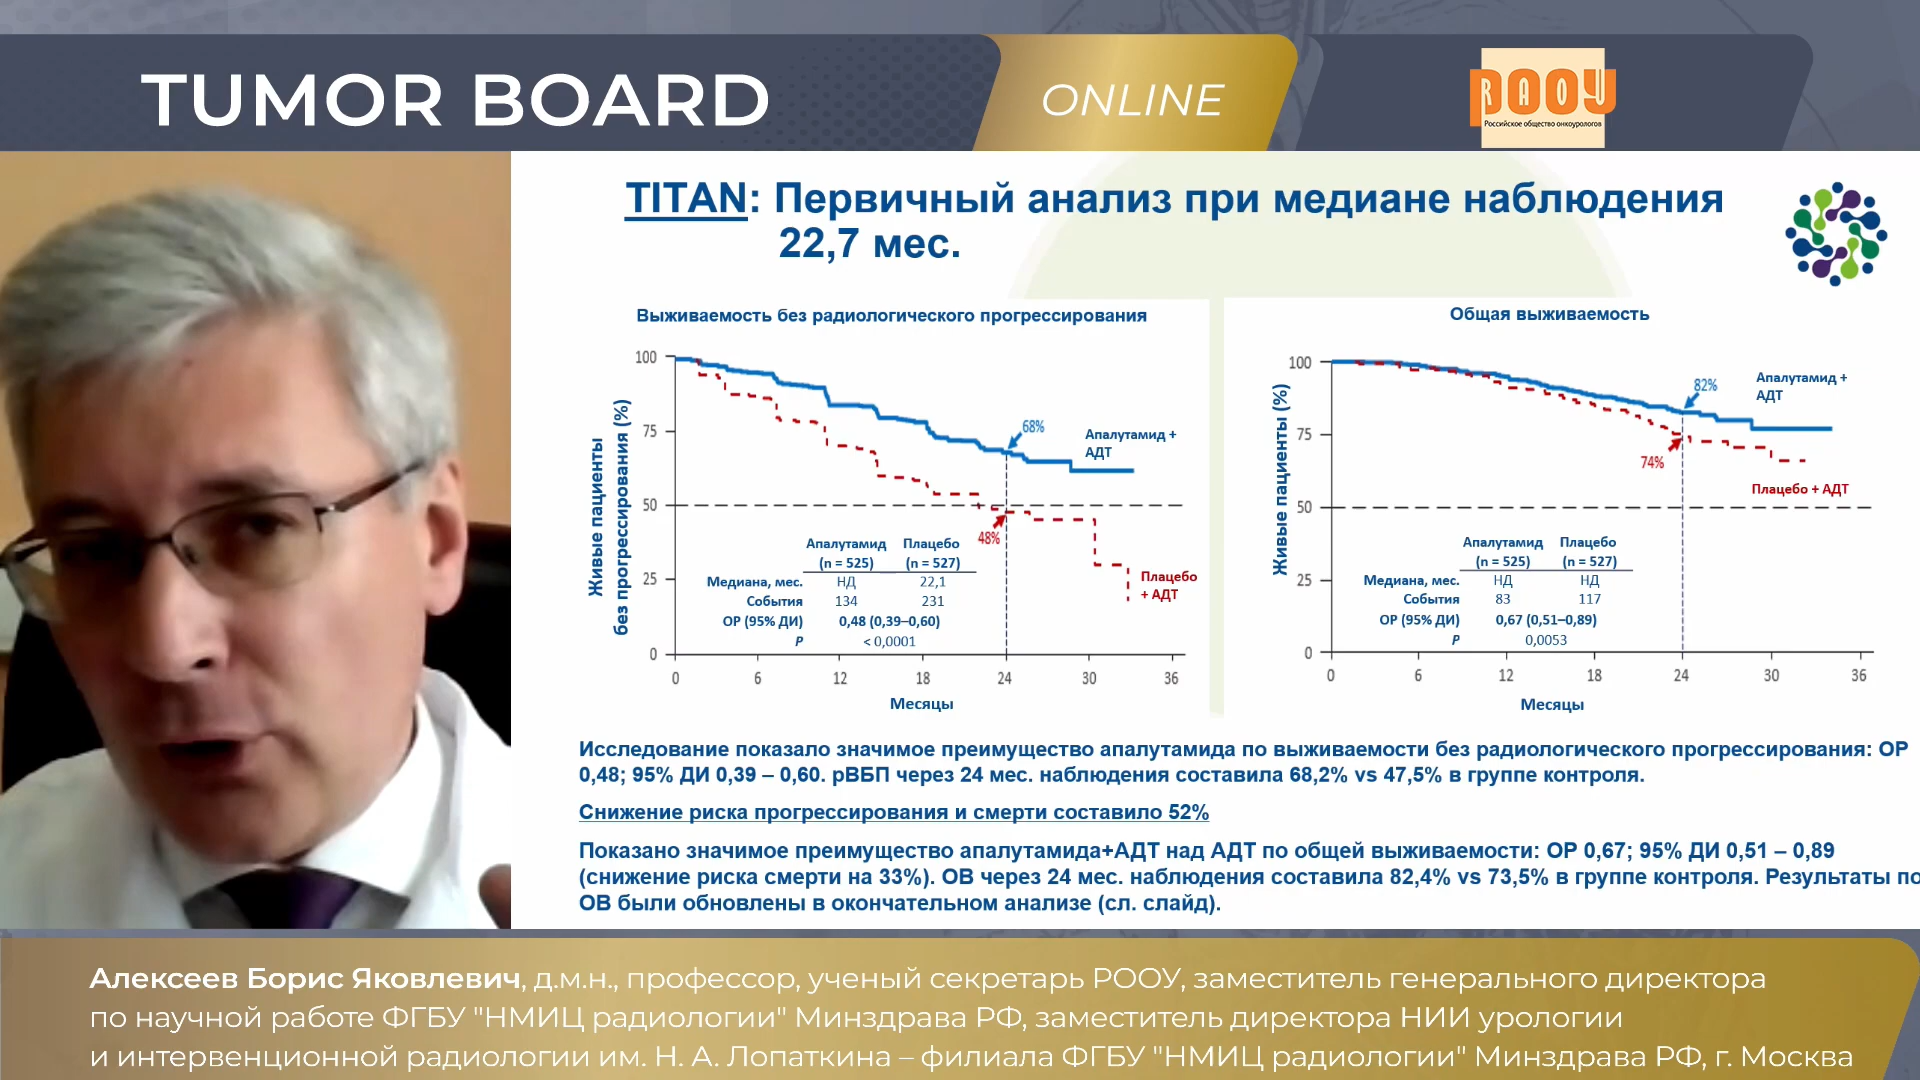 TUMOR BOARD
ONLINE
РООУ
RAOU
Российское общество онкоурологов
TITAN: Первичный анализ при медиане наблюдения
22,7 мес.
Выживаемость без радиологического прогрессирования
Живые пациенты
без прогрессирования (%)
100
75
50
25
0
68%
Апалутамид +
АДТ
48%
Плацебо
+ АДТ
Апалутамид Плацебо
(n = 525) (n = 527)
Медиана, мес. НД 22,1
События 134 231
ОР (95% ДИ) 0,48 (0,39–0,60)
P < 0,0001
0 6 12 18 24 30 36
Месяцы
Общая выживаемость
Живые пациенты (%)
100
75
50
25
0
82%
Апалутамид +
АДТ
74%
Плацебо + АДТ
Апалутамид Плацебо
(n = 525) (n = 527)
Медиана, мес. НД НД
События 83 117
ОР (95% ДИ) 0,67 (0,51–0,89)
P 0,0053
0 6 12 18 24 30 36
Месяцы
Исследование показало значимое преимущество апалутамида по выживаемости без радиологического прогрессирования: ОР
0,48; 95% ДИ 0,39 – 0,60. рВБП через 24 мес. наблюдения составила 68,2% vs 47,5% в группе контроля.
Снижение риска прогрессирования и смерти составило 52%
Показано значимое преимущество апалутамида+АДТ над АДТ по общей выживаемости: ОР 0,67; 95% ДИ 0,51 – 0,89
(снижение риска смерти на 33%). ОВ через 24 мес. наблюдения составила 82,4% vs 73,5% в группе контроля. Результаты по
ОВ были обновлены в окончательном анализе (сл. слайд).
Алексеев Борис Яковлевич, д.м.н., профессор, ученый секретарь РООУ, заместитель генерального директора
по научной работе ФГБУ "НМИЦ радиологии" Минздрава РФ, заместитель директора НИИ урологии
и интервенционной радиологии им. Н. А. Лопаткина – филиала ФГБУ "НМИЦ радиологии" Минздрава РФ, г. Москва